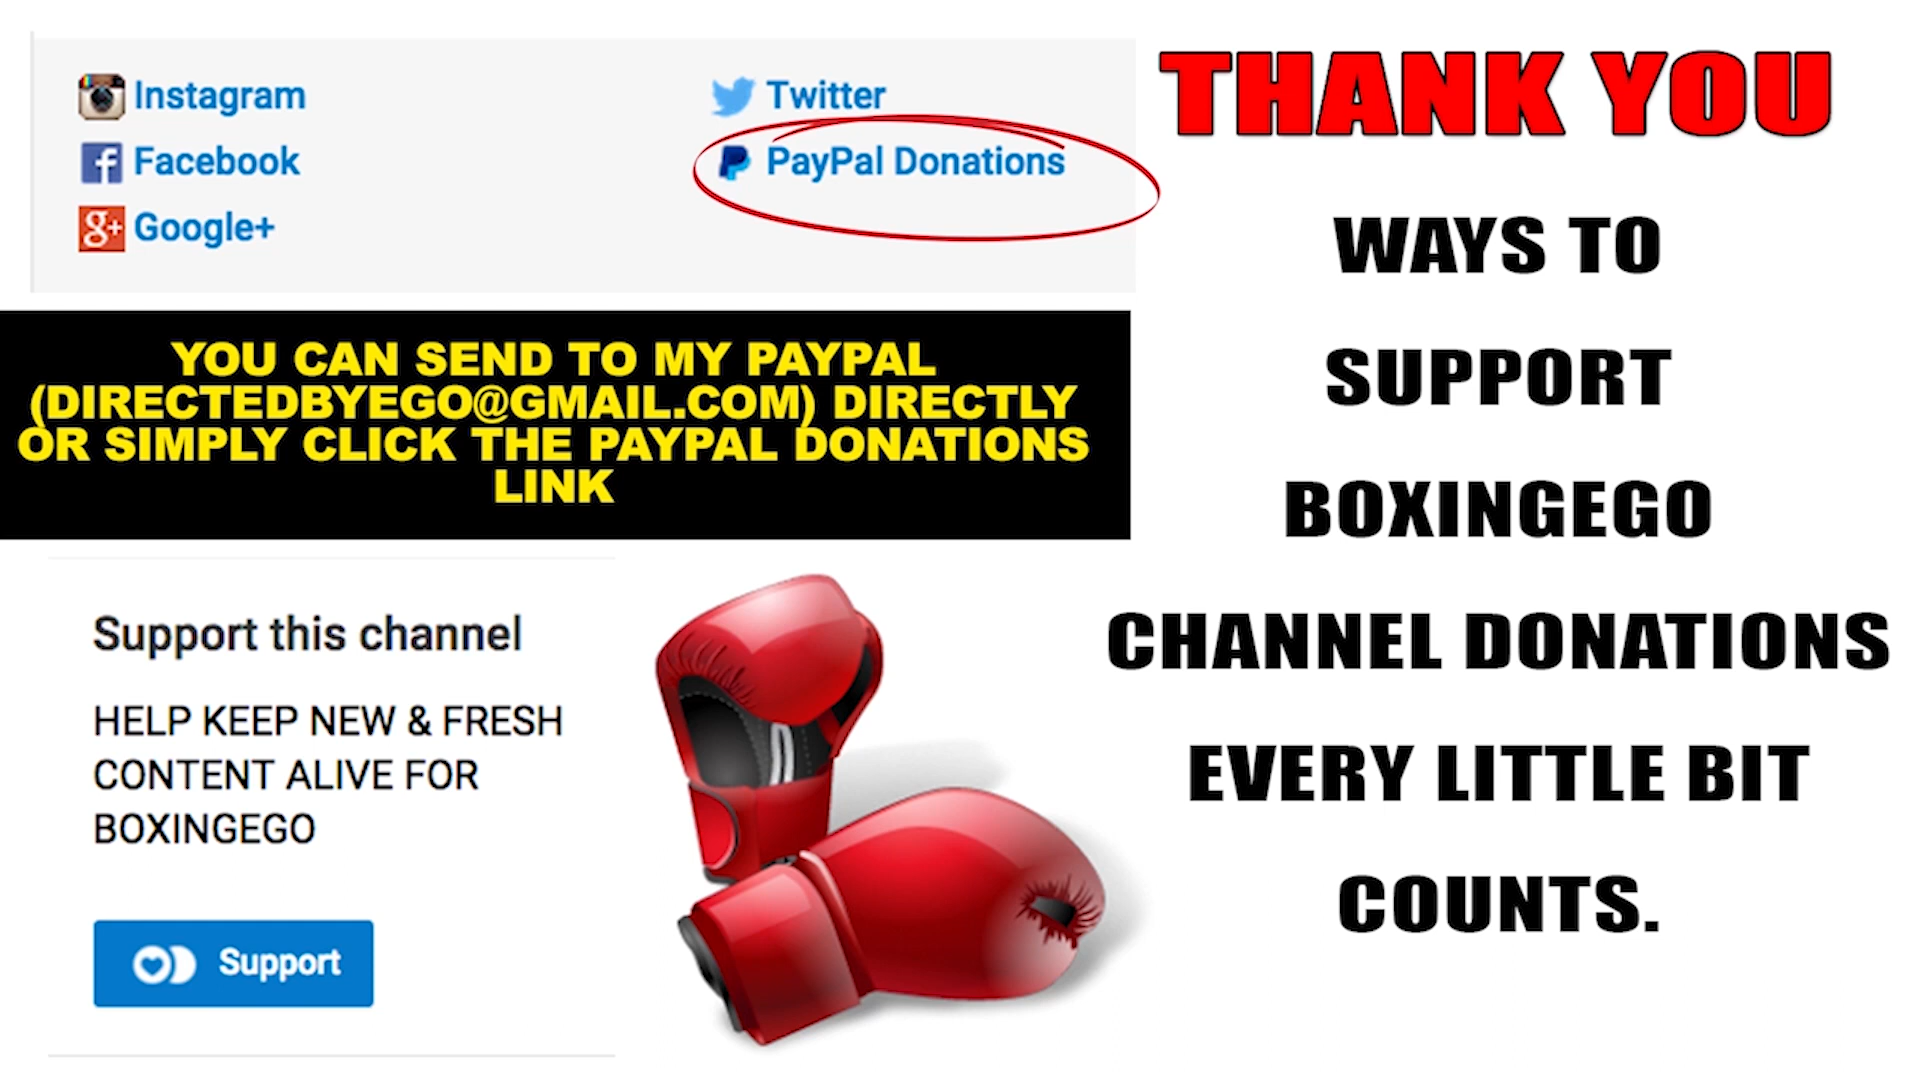 Instagram
Twitter
Facebook
PayPal Donations
Google+
YOU CAN SEND TO MY PAYPAL
(DIRECTEDBYEGO@GMAIL.COM) DIRECTLY
OR SIMPLY CLICK THE PAYPAL DONATIONS
LINK
Support this channel
HELP KEEP NEW & FRESH
CONTENT ALIVE FOR
BOXINGEGO
Support
THANK YOU
WAYS TO
SUPPORT
BOXINGEGO
CHANNEL DONATIONS
EVERY LITTLE BIT
COUNTS.